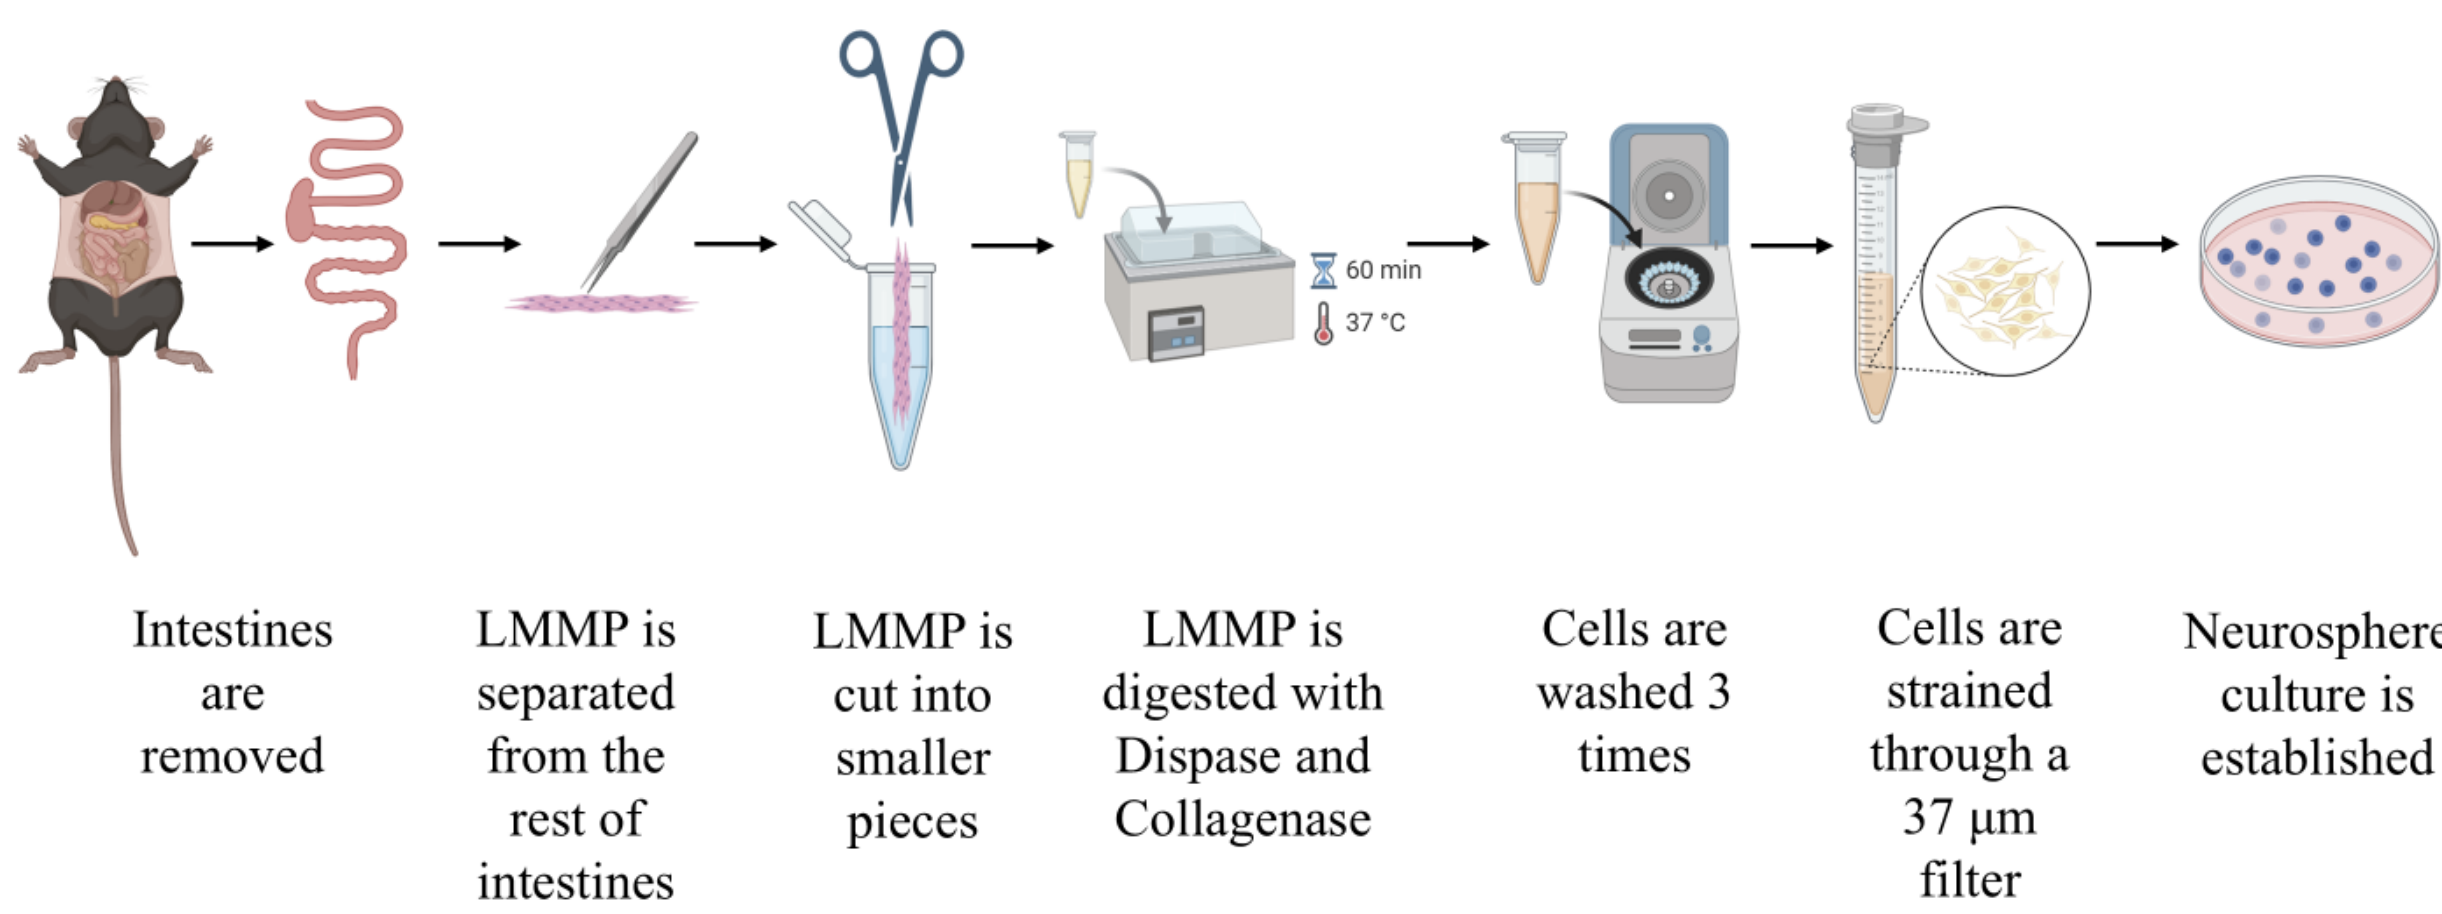 60 min
37 °C
Intestines
are
removed
LMMP is
separated
from the
rest of
intestines
LMMP is
cut into
smaller
pieces
LMMP is
digested with
Dispase and
Collagenase
Cells are
washed 3
times
Cells are
strained
through a
37 μm
filter
Neurosphere
culture is
established